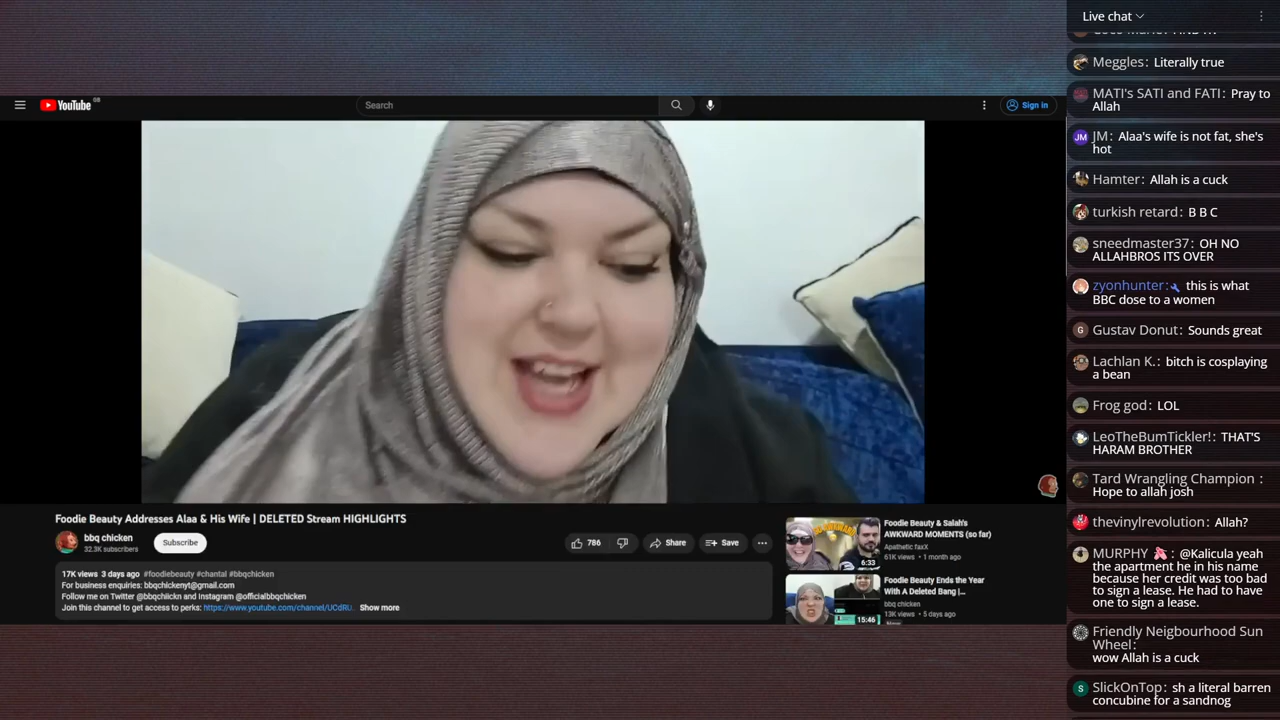 Live chat
Meggles: Literally true
MATI's SATI and FATI: Pray to
Allah
JM
JM: Alaa's wife is not fat, she's
hot
Hamter: Allah is a cuck
turkish retard: B B C
sneedmaster37: OH NO
ALLAHBROS ITS OVER
zyonhunter: this is what
BBC dose to a women
G
Gustav Donut: Sounds great
Lachlan K.: bitch is cosplaying
a bean
Frog god: LOL
LeoTheBumTickler!: THAT'S
HARAM BROTHER
Tard Wrangling Champion :
Hope to allah josh
thevinylrevolution: Allah?
MURPHY : @Kalicula yeah
the apartment he in his name
because her credit was too bad
to sign a lease. He had to have
one to sign a lease.
Friendly Neigbourhood Sun
Wheel:
wow Allah is a cuck
S
SlickOnTop: sh a literal barren
concubine for a sandnog
YouTube GB
Search
Sign in
Foodie Beauty Addresses Alaa & His Wife | DELETED Stream HIGHLIGHTS
bbq chicken
32.3K subscribers
Subscribe
786
Share
Save
17K views 3 days ago #foodiebeauty #chantal #bbqchicken
For business enquiries: bbqchickenyt@gmail.com
Follow me on Twitter @bbqchiickn and Instagram @officialbbqchicken
Join this channel to get access to perks: https://www.youtube.com/channel/UCdRU. Show more
Foodie Beauty & Salah's
AWKWARD MOMENTS (so far)
Apathetic faxX
61K views • 1 month ago
6:33
Foodie Beauty Ends the Year
With A Deleted Bang |...
bbq chicken
13K views • 5 days ago
15:46